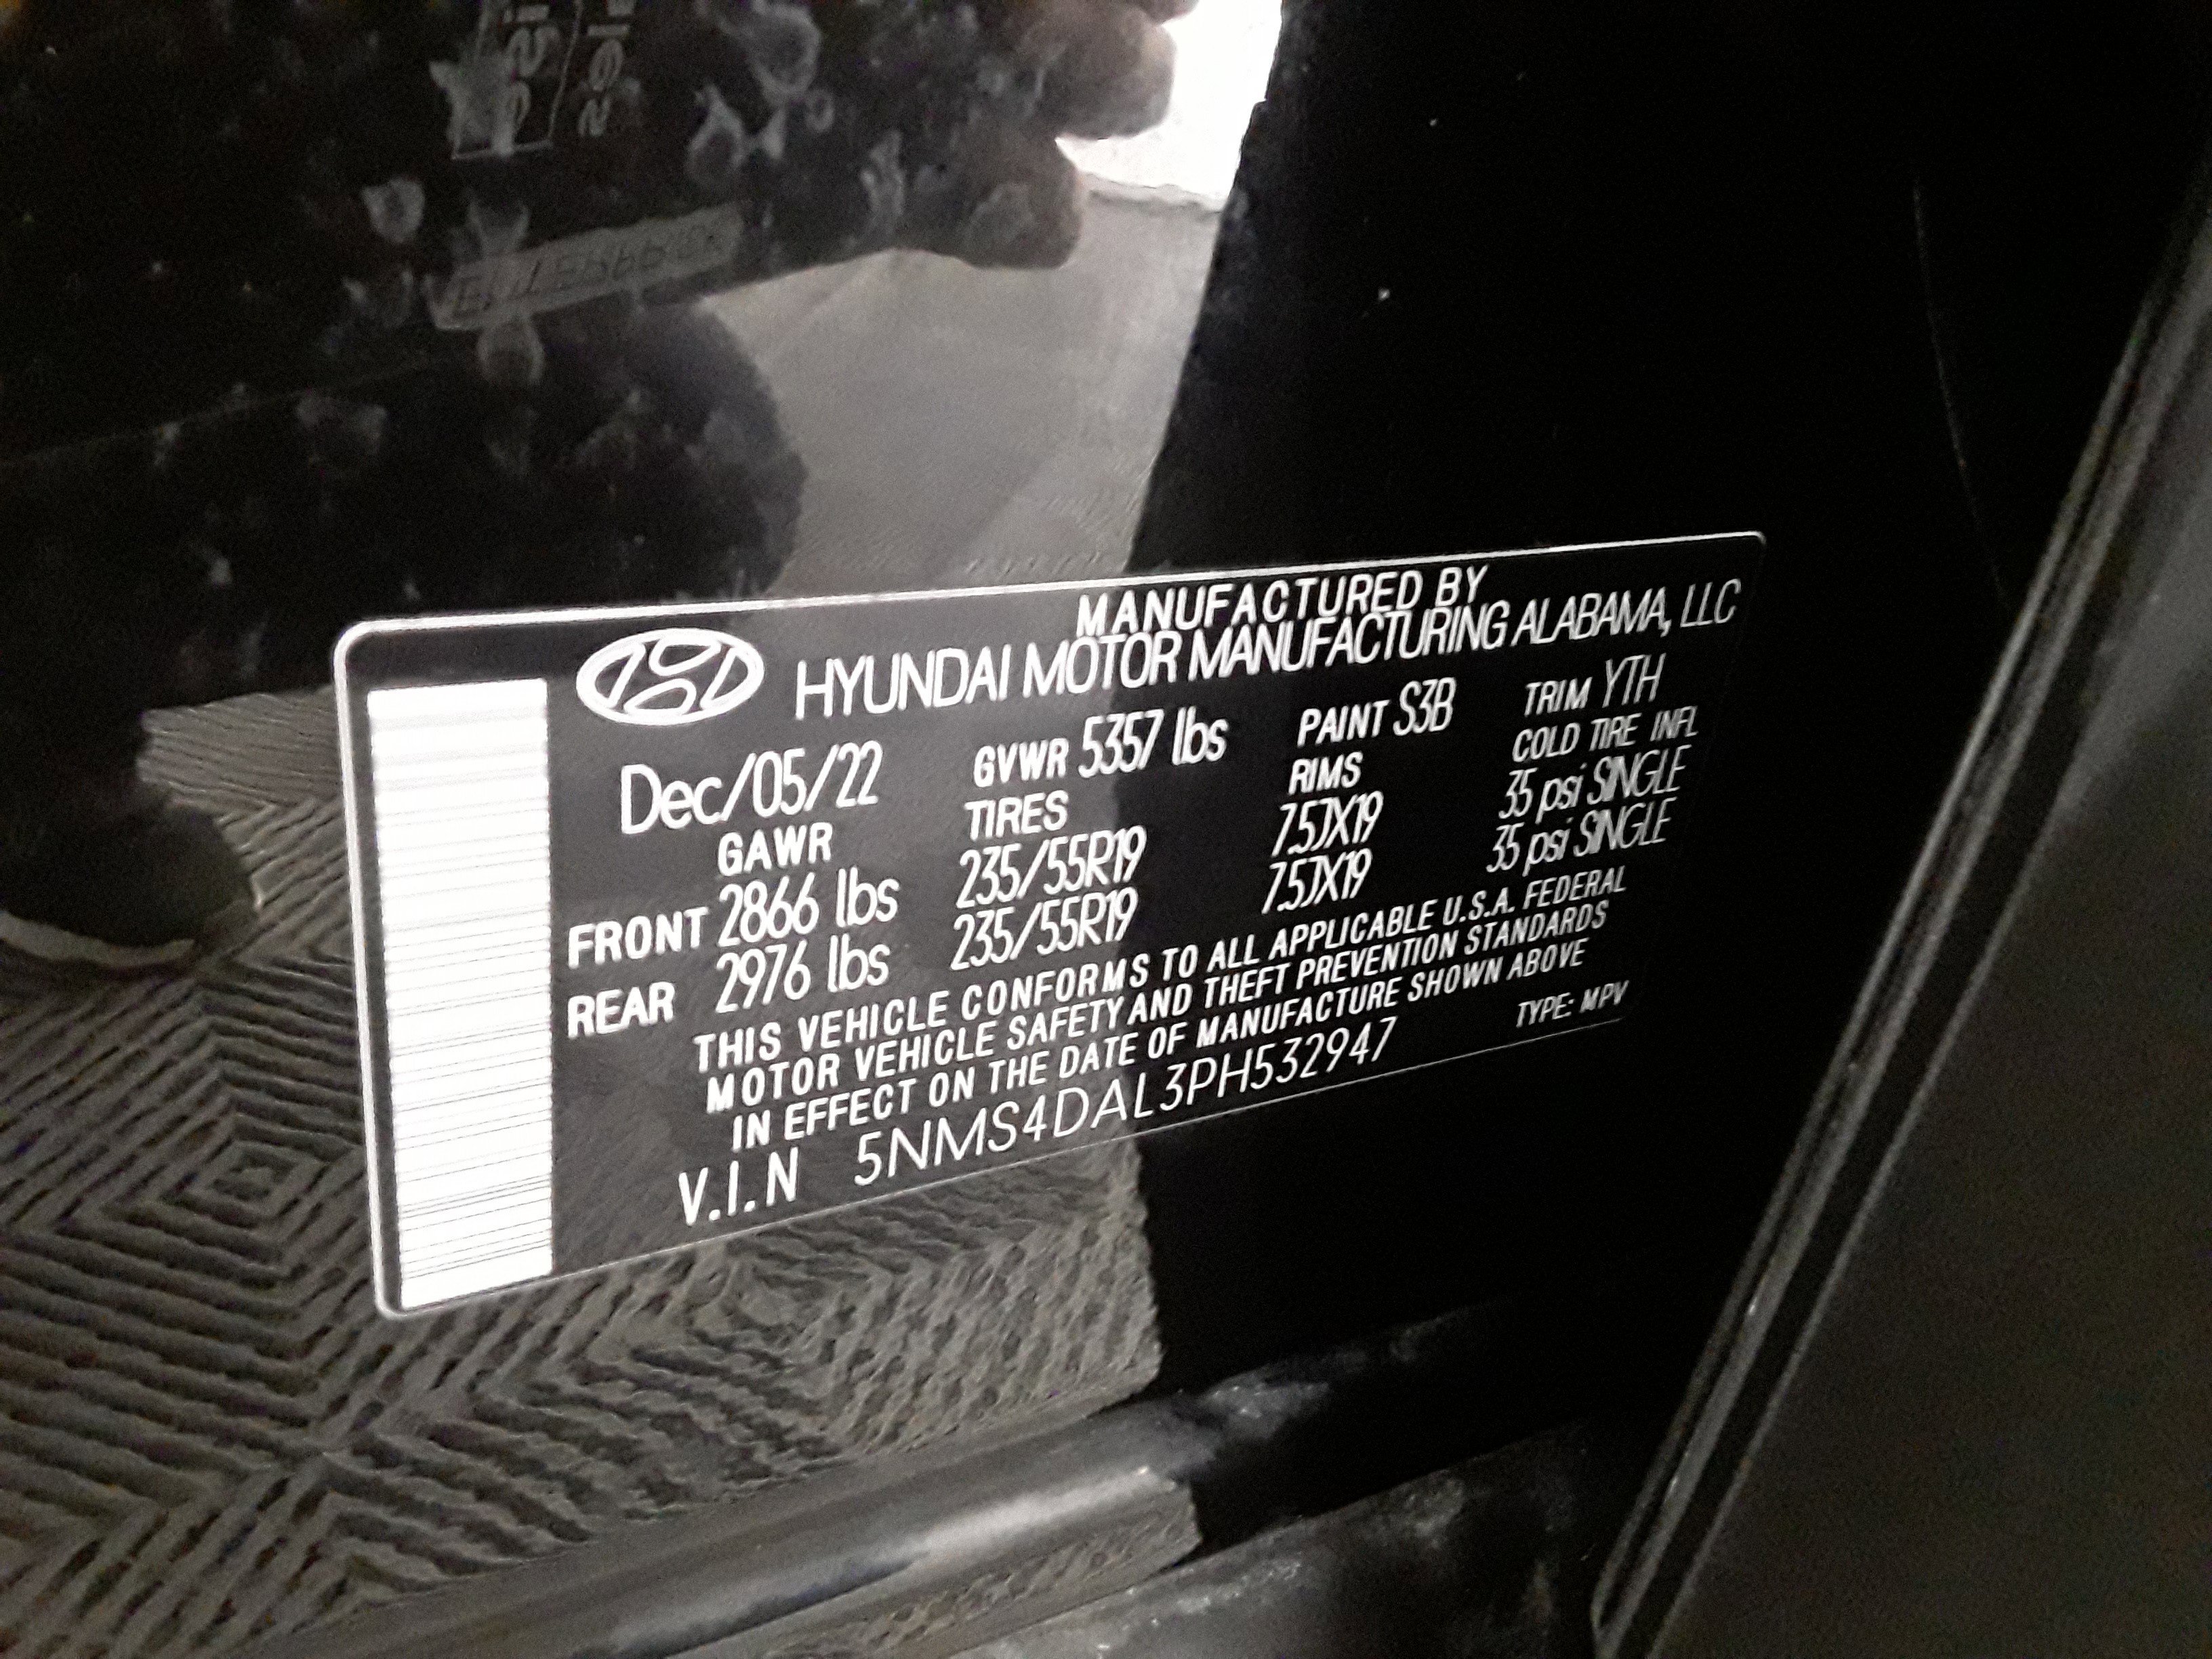 MANUFACTURED BY
HYUNDAI MOTOR MANUFACTURING ALABAMA, LLC
Dec/05/22 GVWR 5357 lbs PAINT S3B TRIM YTH
GAWR TIRES RIMS COLD TIRE INFL
FRONT 2866 lbs 235/55R19 7.5JX19 35 psi SINGLE
REAR 2976 lbs 235/55R19 7.5JX19 35 psi SINGLE
THIS VEHICLE CONFORMS TO ALL APPLICABLE U.S.A. FEDERAL
MOTOR VEHICLE SAFETY AND THEFT PREVENTION STANDARDS
IN EFFECT ON THE DATE OF MANUFACTURE SHOWN ABOVE
V.I.N 5NMS4DAL3PH532947 TYPE: MPV